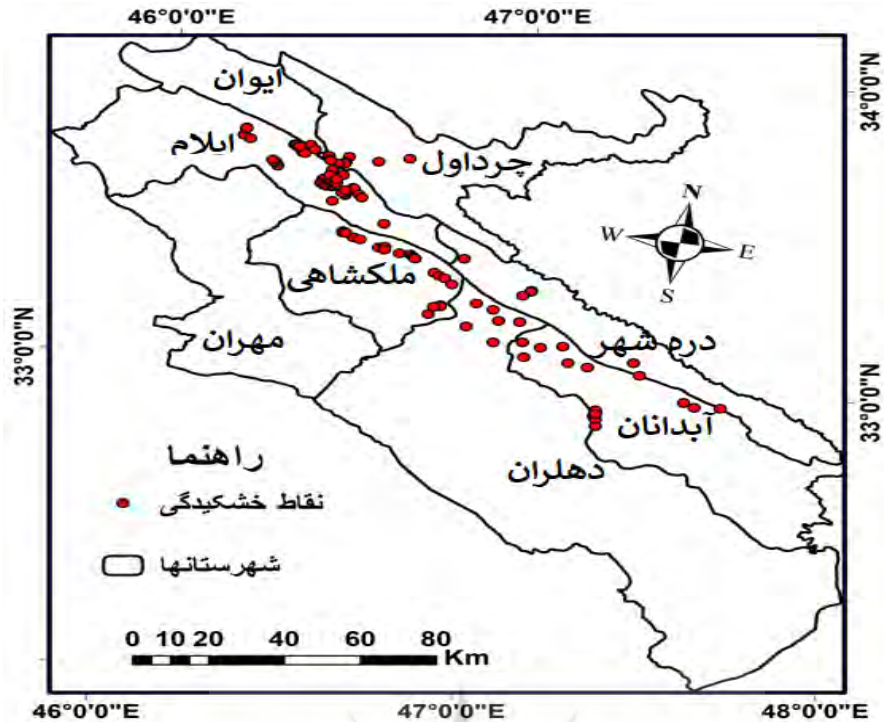 46°0'0"E
47°0'0"E
34°0'0"N
ایوان
ایلام
چرداول
N
W
E
S
ملکشاهی
مهران
33°0'0"N
دره شهر
33°0'0"N
آبدانان
دهلران
راهنما
نقاط خشکیدگی
شهرستانها
0 10 20 40 60 80
Km
46°0'0"E
47°0'0"E
48°0'0"E